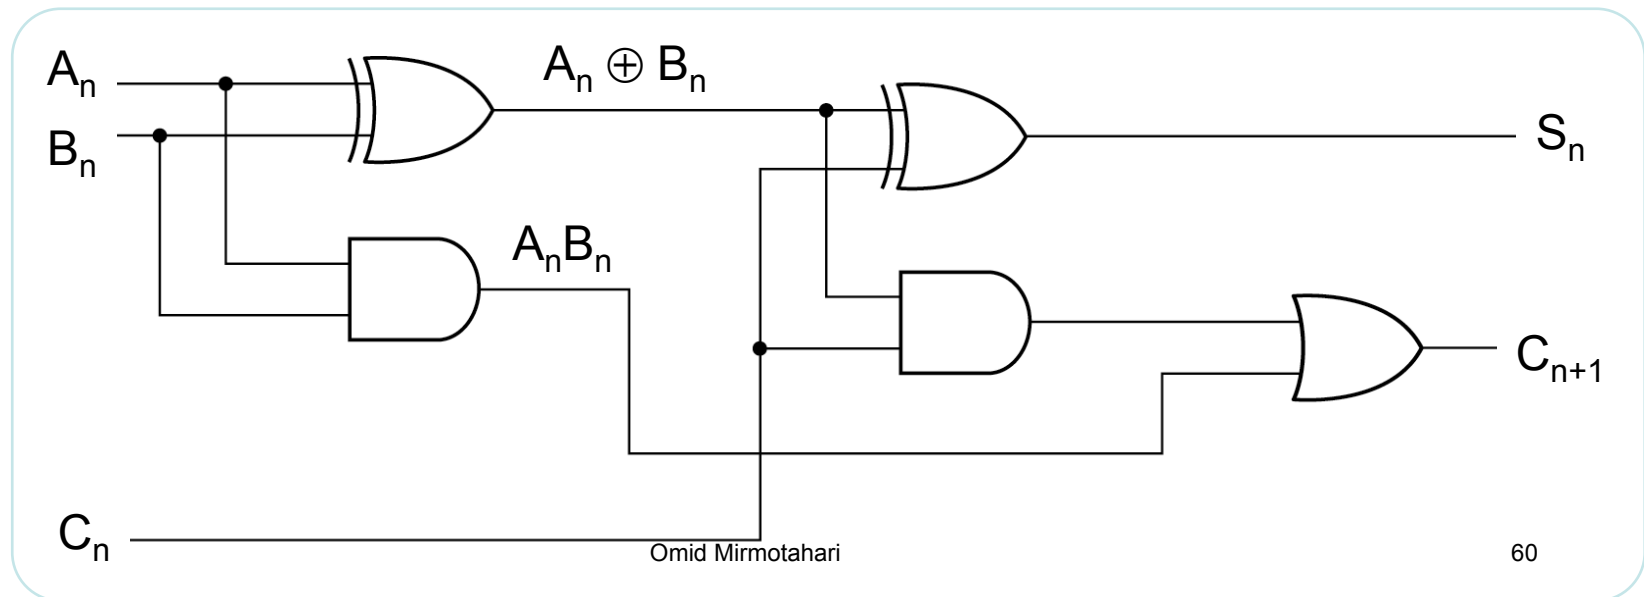 Aₙ
Aₙ ⊕ Bₙ
Bₙ
Sₙ
AₙBₙ
Cₙ₊₁
Cₙ
Omid Mirmotahari
60